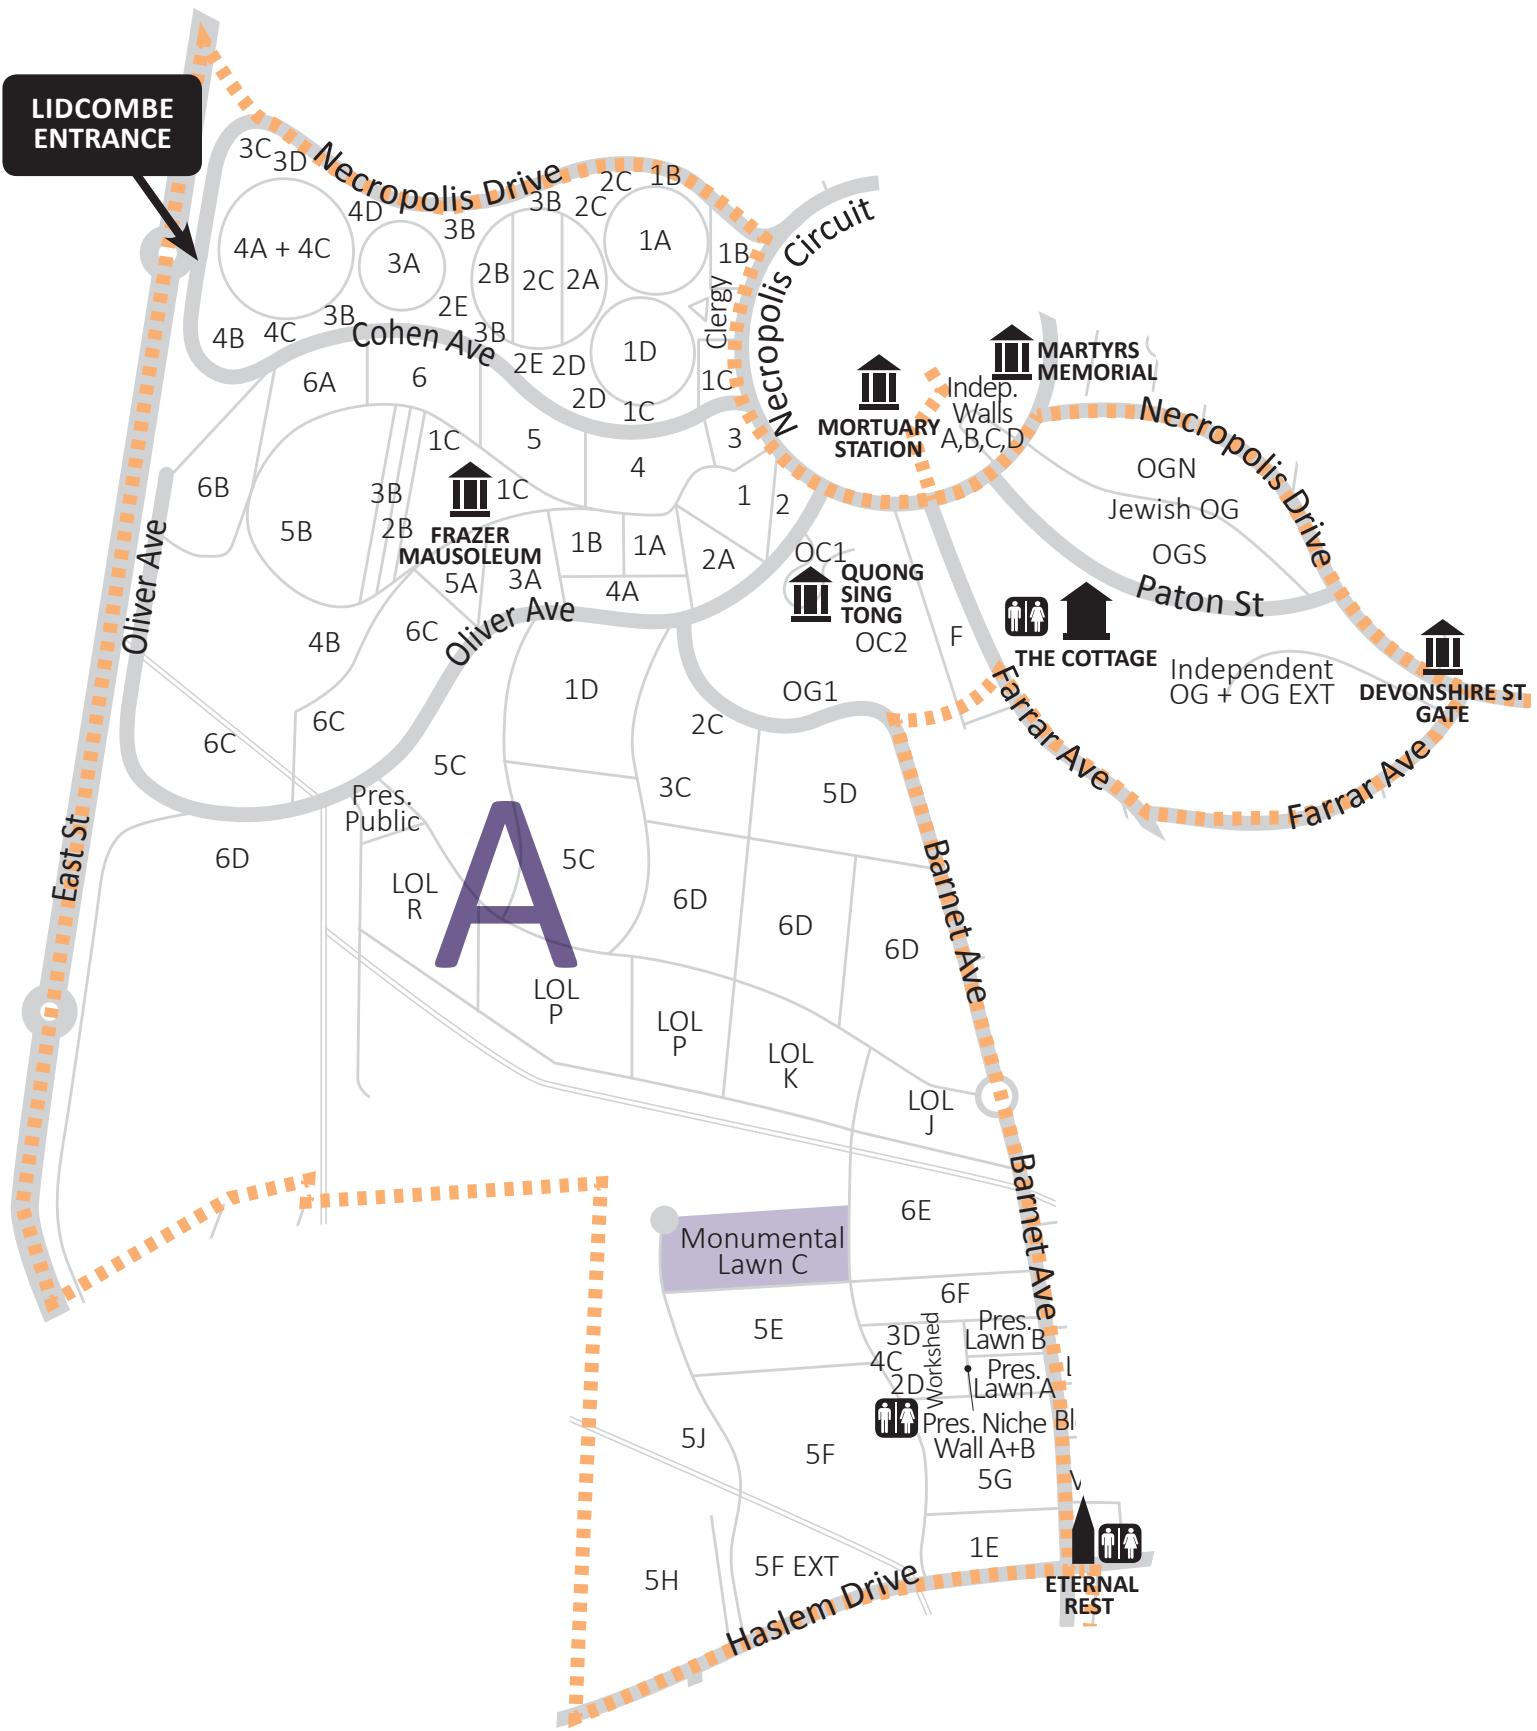 LIDCOMBE
ENTRANCE
Necropolis Drive
3C
3D
4D
3B
3B
2C
2C
1B
4A + 4C
3A
2B
2C
2A
1A
1B
Clergy
Necropolis Circuit
4B
4C
3B
2E
3B
Cohen Ave
2E
2D
1D
2D
1C
1C
6A
6
5
4
3
1
2
MORTUARY
STATION
MARTYRS
MEMORIAL
Indep.
Walls
A,B,C,D
Necropolis Drive
OGN
Jewish OG
OGS
Paton St
6B
5B
3B
2B
1C
1C
FRAZER
MAUSOLEUM
1B
1A
2A
5A
3A
4A
Oliver Ave
Oliver Ave
4B
6C
OC1
QUONG
SING
TONG
OC2
F
THE COTTAGE
Independent
OG + OG EXT
DEVONSHIRE ST
GATE
Farrar Ave
Farrar Ave
OG1
6C
6C
1D
2C
5C
3C
5D
Pres.
Public
East St
6D
LOL
R
A
5C
6D
6D
6D
Barnet Ave
LOL
P
LOL
P
LOL
K
LOL
J
Barnet Ave
6E
Monumental
Lawn C
6F
5E
3D
4C
2D
Workshed
Pres.
Lawn B
Pres.
Lawn A
Pres. Niche
Wall A+B
Bl
5J
5F
5G
1E
5H
5F EXT
Haslem Drive
ETERNAL
REST